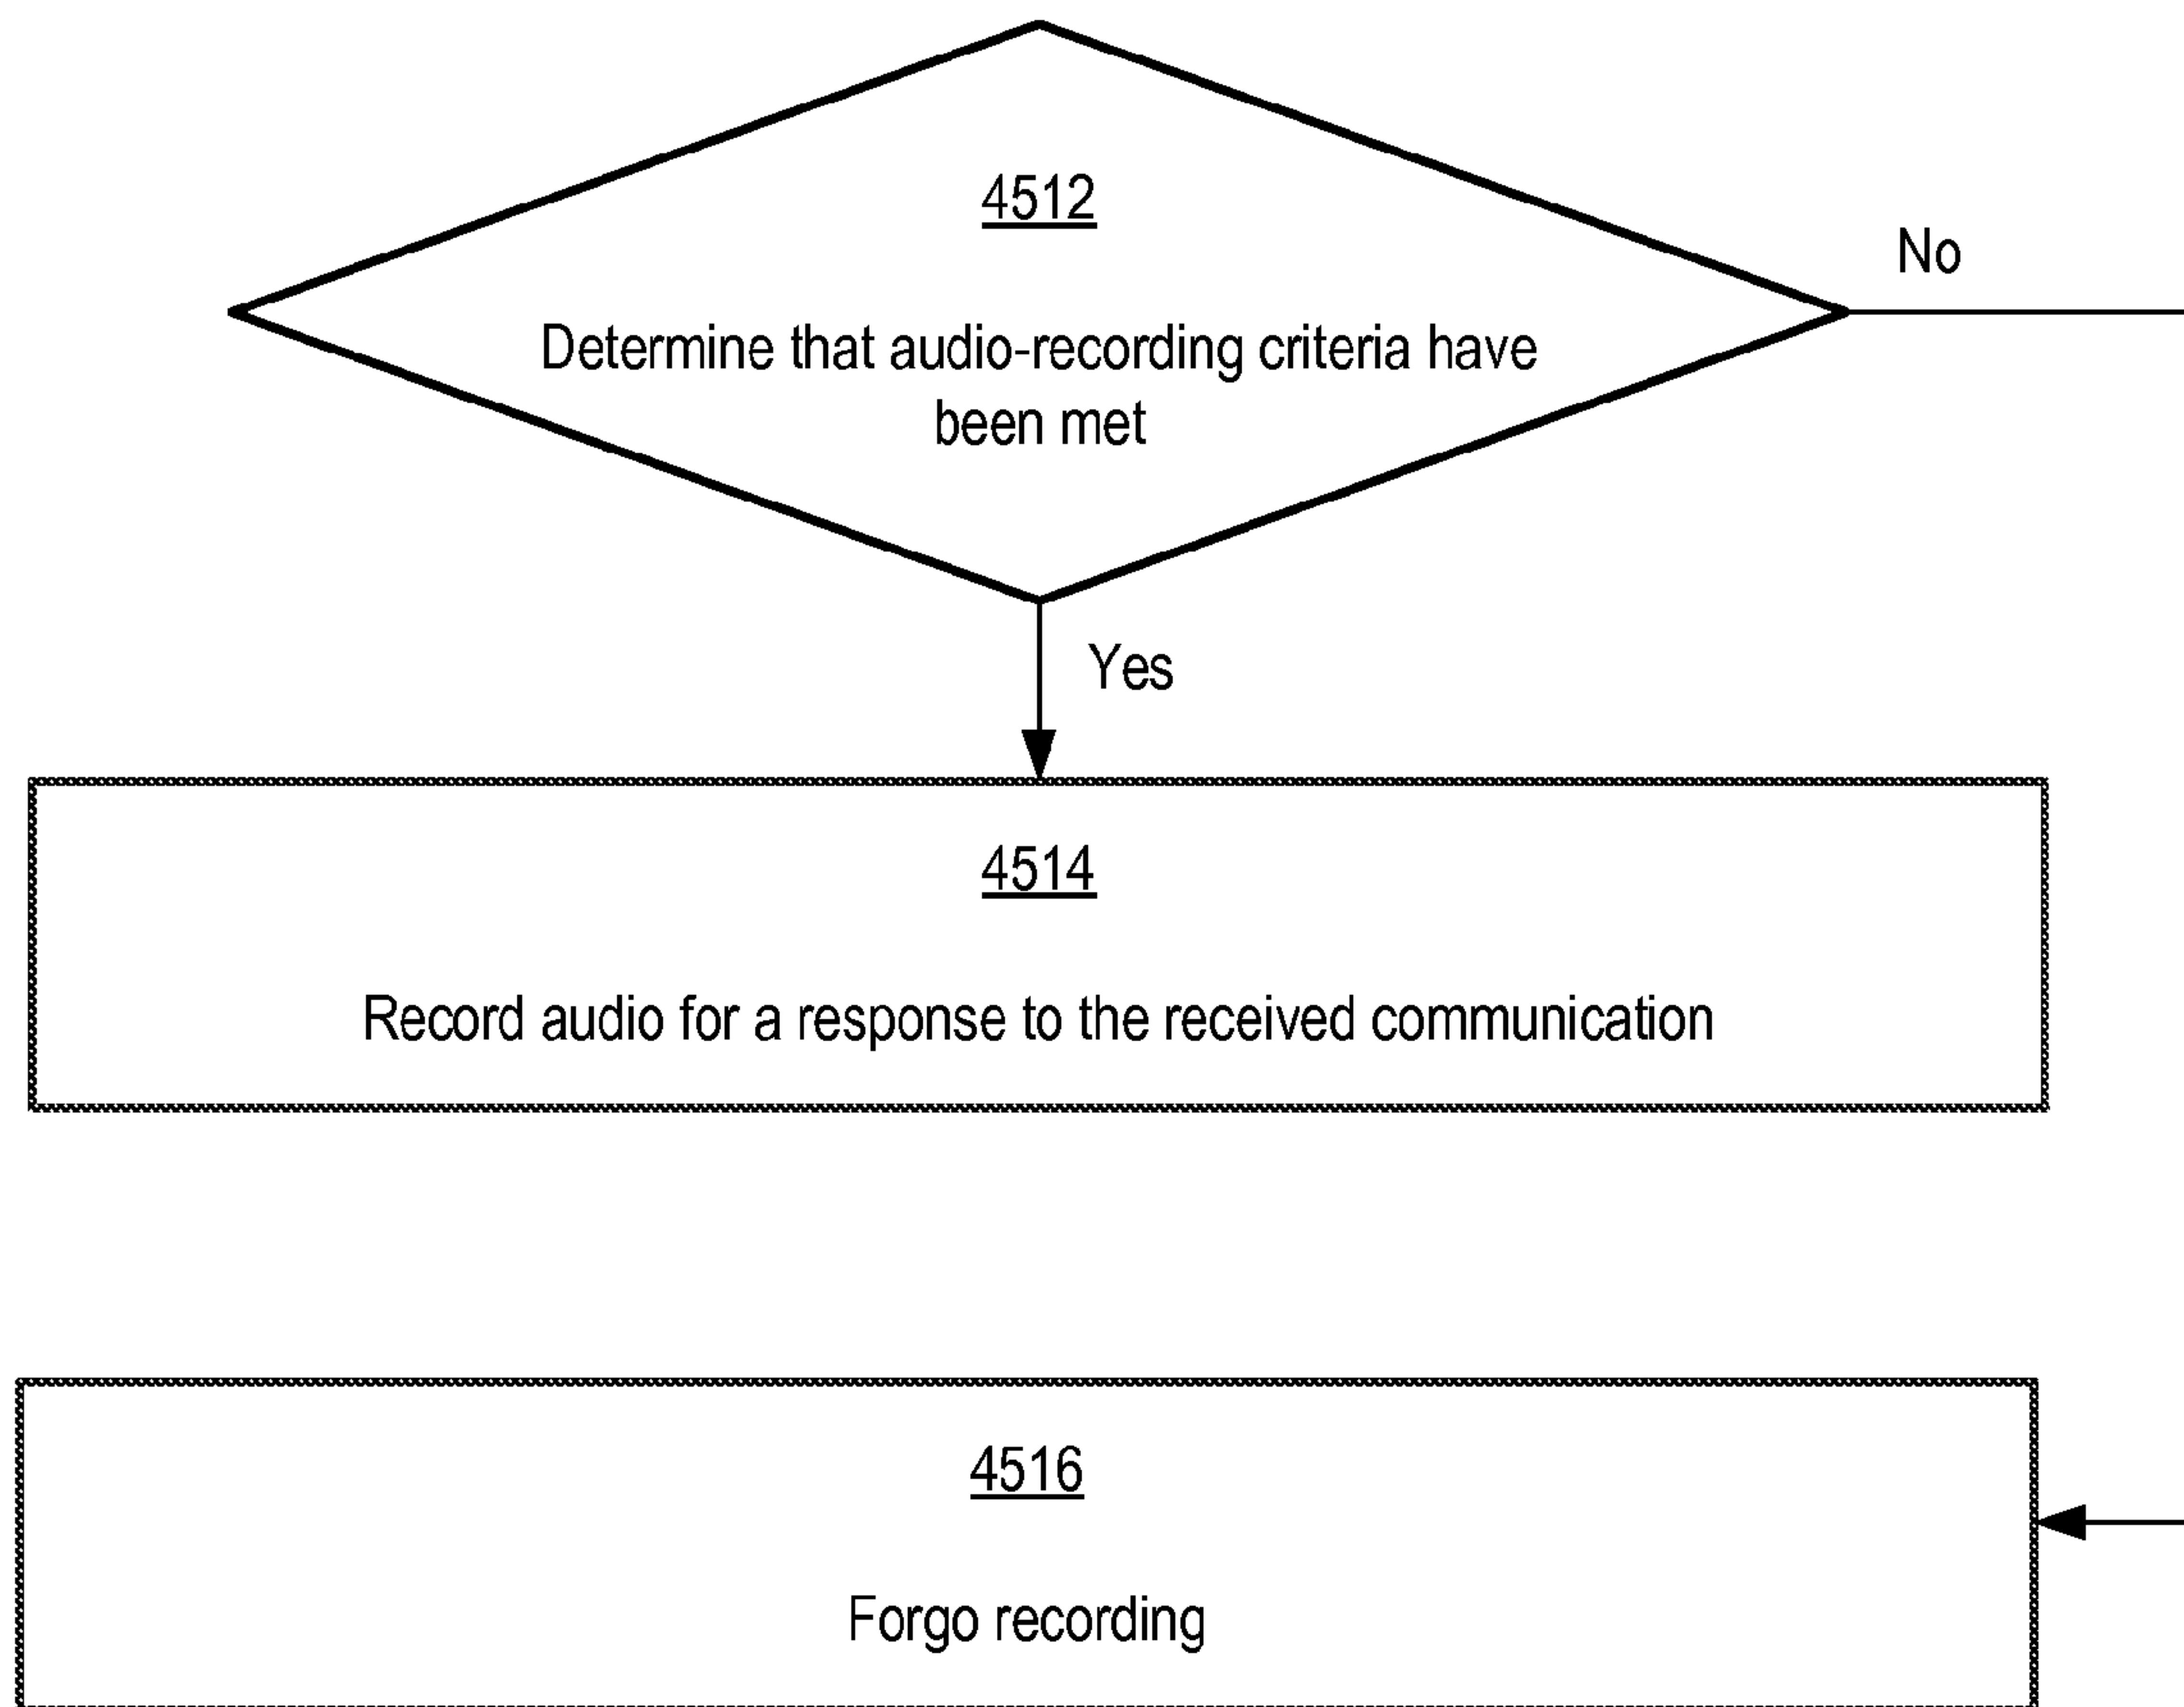 4512
No
Determine that audio-recording criteria have
been met
Yes
4514
Record audio for a response to the received communication
4516
Forgo recording